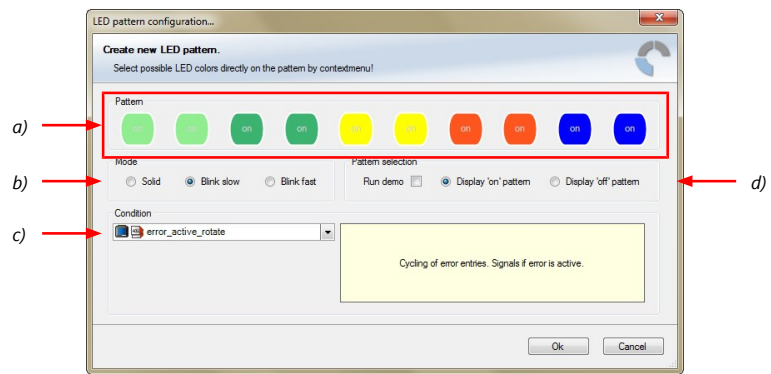 LED pattern configuration...
Create new LED pattern.
Select possible LED colors directly on the pattern by contextmenu!
Pattern
a) on on on on on on on on on on
Mode Pattern selection
b) Solid Blink slow Blink fast Run demo Display 'on' pattern Display 'off' pattern d)
Condition
c) error_active_rotate
Cycling of error entries. Signals if error is active.
Ok Cancel